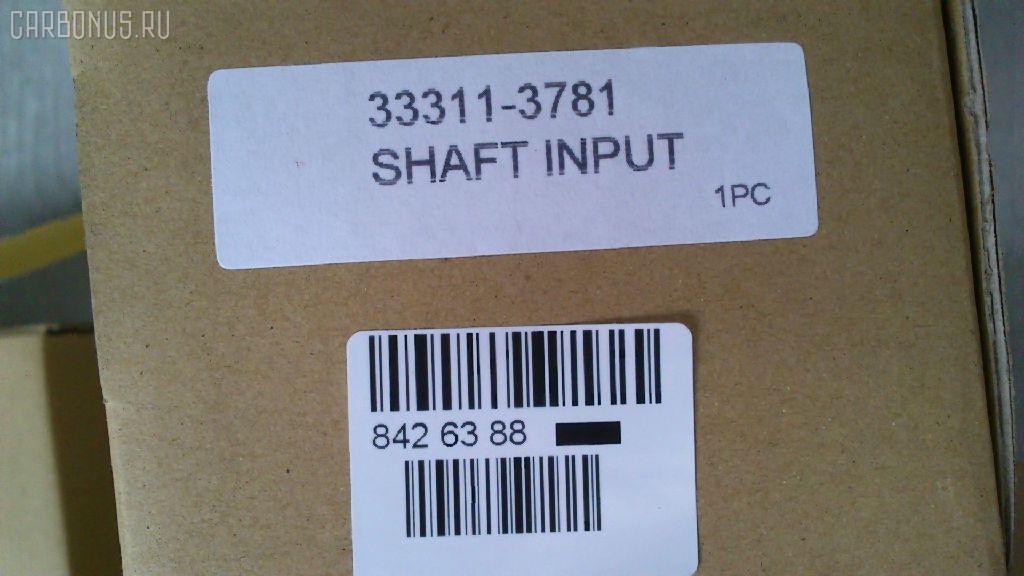 CARBONUS.RU
33311-3781
SHAFT INPUT
1PC
842 63 88